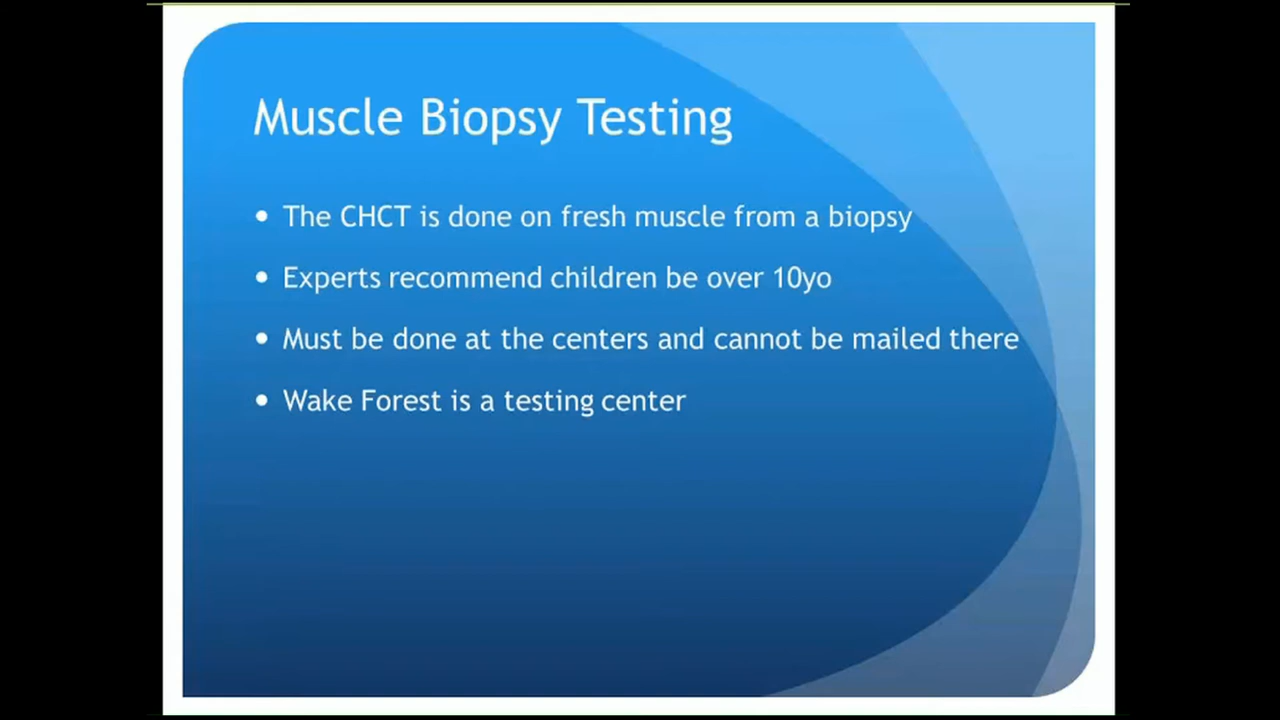 Muscle Biopsy Testing
• The CHCT is done on fresh muscle from a biopsy
• Experts recommend children be over 10yo
• Must be done at the centers and cannot be mailed there
• Wake Forest is a testing center